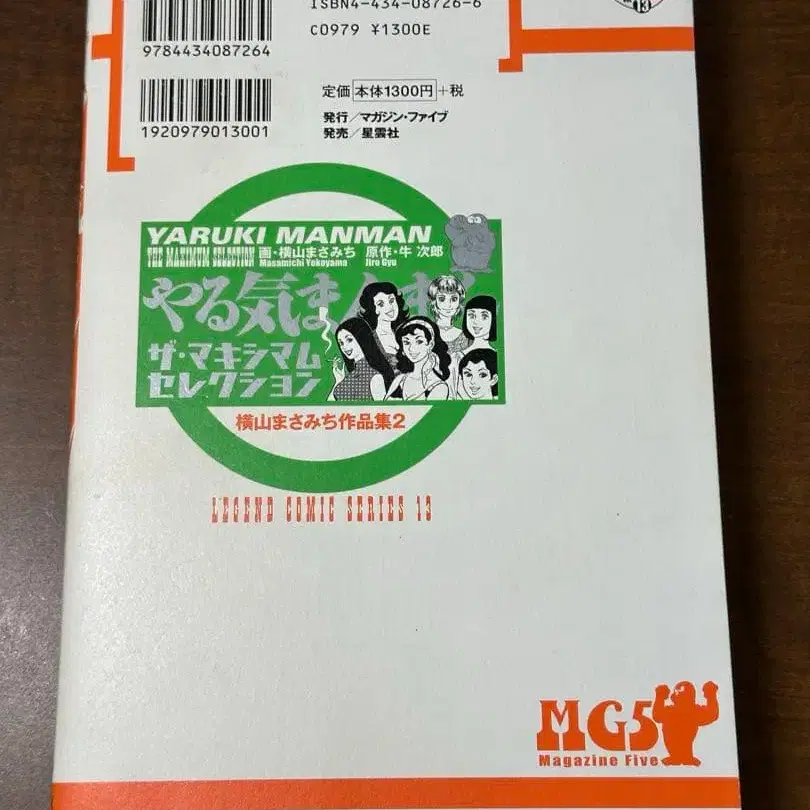 ISBN4-434-08726-6
9784434087264
C0979 ¥1300E
定価 本体1300円+税
1920979013001
発行/マガジン・ファイブ
発売/星雲社
YARUKI MANMAN
THE MAXIMUM SELECTION 画・横山まさみち 原作・牛 次郎
Masamichi Yokoyama Jiro Gyu
やる気まんまん
ザ・マキシマム
セレクション
横山まさみち作品集2
LEGEND COMIC SERIES 13
MG5
Magazine Five
13